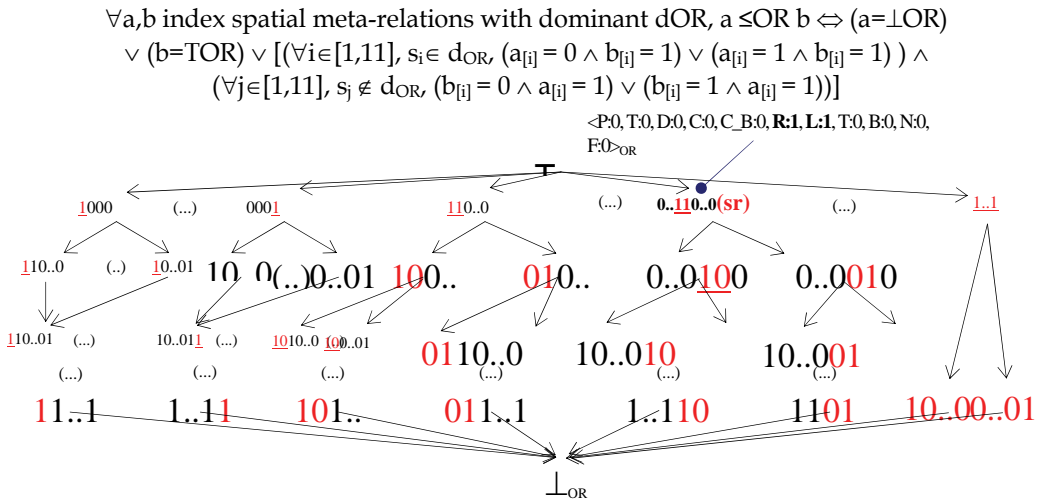 ∀a,b index spatial meta-relations with dominant dOR, a ≤OR b ⇔ (a=⊥OR)
∨ (b=TOR) ∨ [(∀i∈[1,11], sᵢ∈ d_OR, (a[i] = 0 ∧ b[i] = 1) ∨ (a[i] = 1 ∧ b[i] = 1) ) ∧
(∀j∈[1,11], sⱼ ∉ d_OR, (b[i] = 0 ∧ a[i] = 1) ∨ (b[i] = 1 ∧ a[i] = 1))]
<P:0, T:0, D:0, C:0, C_B:0, R:1, L:1, T:0, B:0, N:0,
F:0>OR
T
1000 (...) 0001 110..0 (...) 0..110..0(sr) (...) 1..1
110..0 (..) 10..01 10..0(..)0..01 100.. 010.. 0..0100 0..0010
110..01 (...) 10..011 (...) 1010..0 10..01 0110..0 10..010 10..001
(...) (...) (...) (...) (...) (...)
11..1 1..11 101.. 011..1 1..110 1101 10..00..01
⊥OR